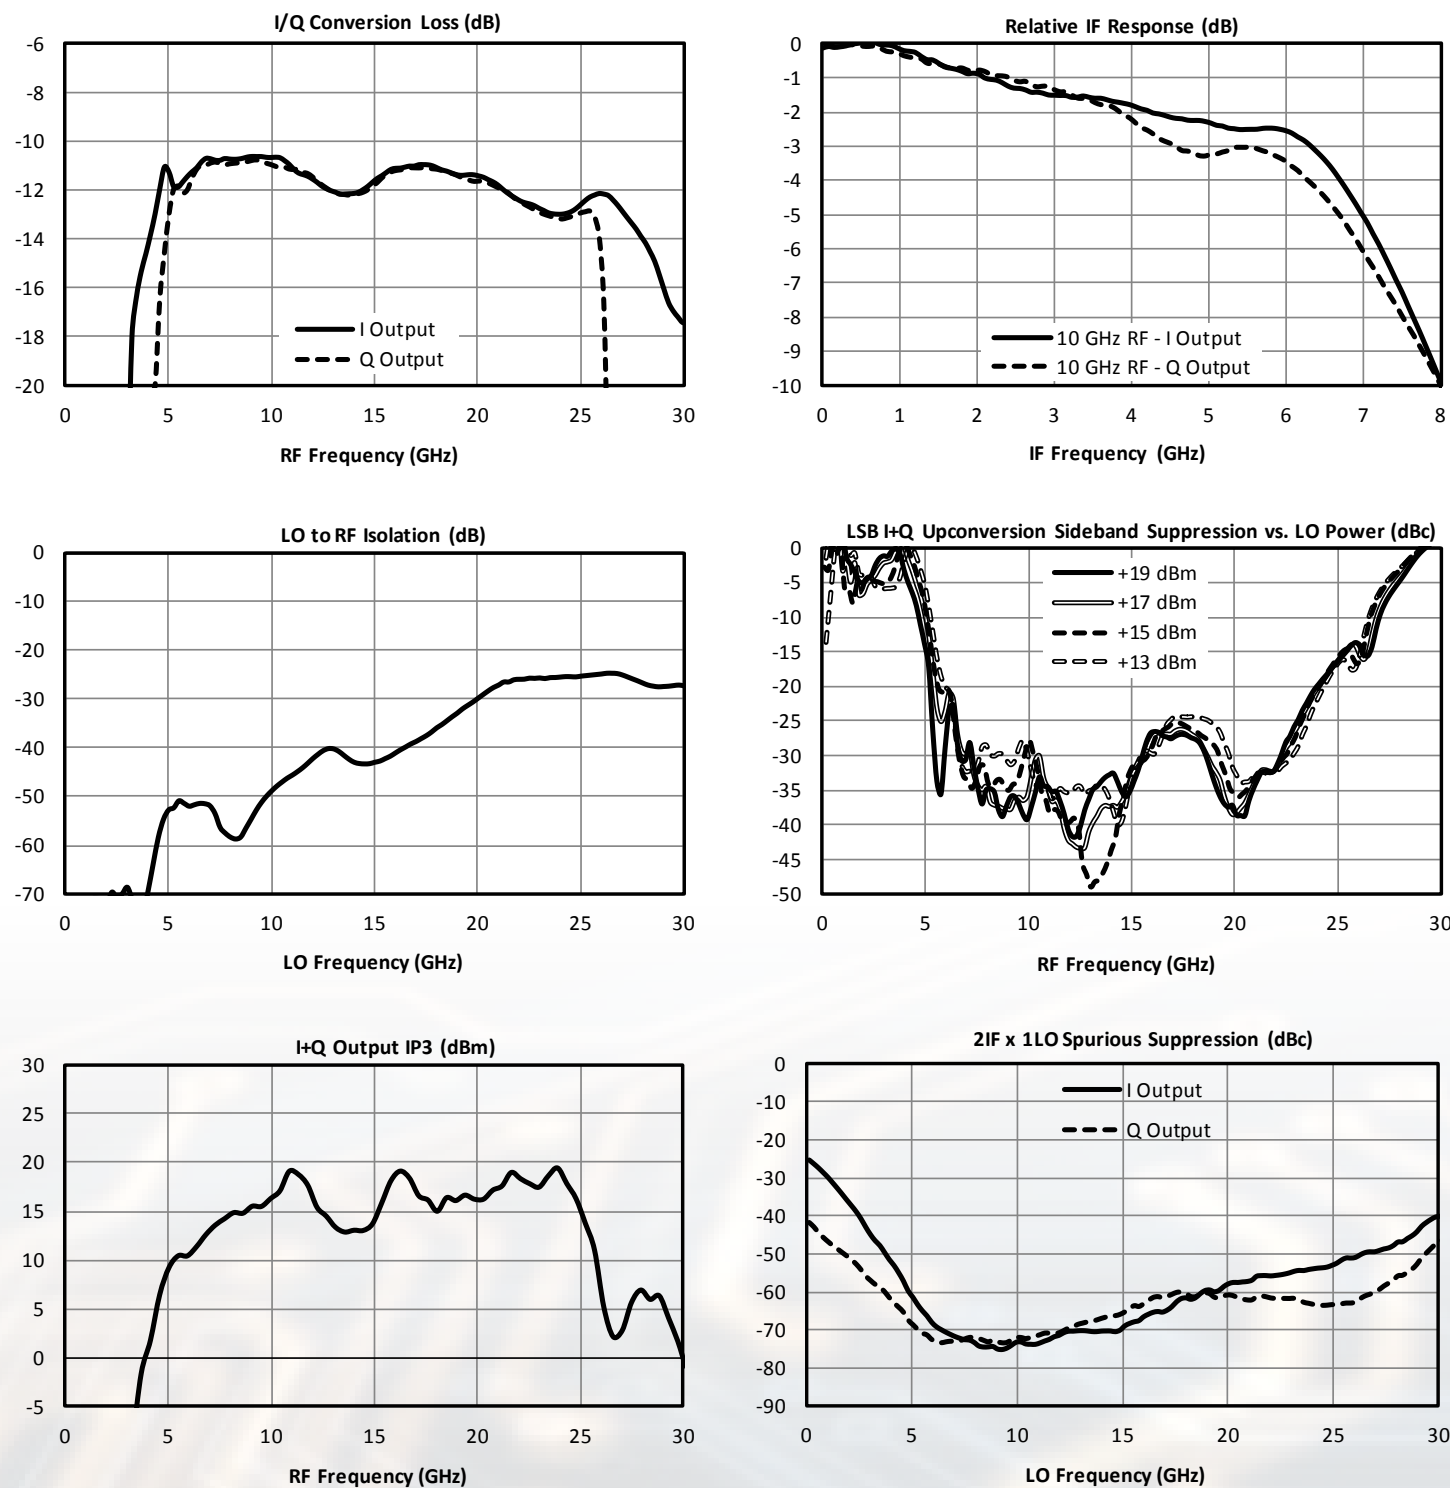 I/Q Conversion Loss (dB)
-6
-8
-10
-12
-14
-16
-18
-20
I Output
Q Output
0 5 10 15 20 25 30
RF Frequency (GHz)
Relative IF Response (dB)
0
-1
-2
-3
-4
-5
-6
-7
-8
-9
-10
10 GHz RF - I Output
10 GHz RF - Q Output
0 1 2 3 4 5 6 7 8
IF Frequency (GHz)
LO to RF Isolation (dB)
0
-10
-20
-30
-40
-50
-60
-70
0 5 10 15 20 25 30
LO Frequency (GHz)
LSB I+Q Upconversion Sideband Suppression vs. LO Power (dBc)
0
-5
-10
-15
-20
-25
-30
-35
-40
-45
-50
+19 dBm
+17 dBm
+15 dBm
+13 dBm
0 5 10 15 20 25 30
RF Frequency (GHz)
I+Q Output IP3 (dBm)
30
25
20
15
10
5
0
-5
0 5 10 15 20 25 30
RF Frequency (GHz)
2IF x 1LO Spurious Suppression (dBc)
0
-10
-20
-30
-40
-50
-60
-70
-80
-90
I Output
Q Output
0 5 10 15 20 25 30
LO Frequency (GHz)